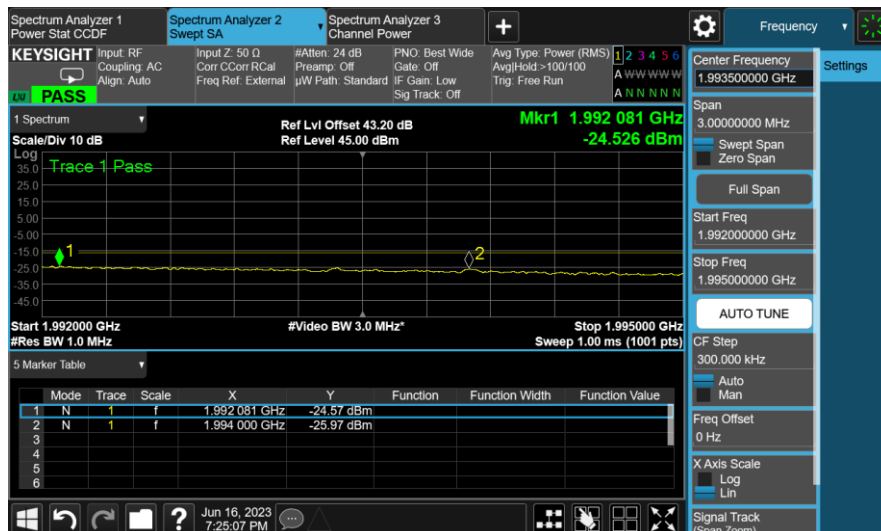 Spectrum Analyzer 1
Power Stat CCDF
Spectrum Analyzer 2
Swept SA
Spectrum Analyzer 3
Channel Power
+
Frequency
KEYSIGHT
LXI
PASS
Input: RF
Coupling: AC
Align: Auto
Input Z: 50 Ω
Corr CCorr RCal
Freq Ref: External
#Atten: 24 dB
Preamp: Off
µW Path: Standard
PNO: Best Wide
Gate: Off
IF Gain: Low
Sig Track: Off
Avg Type: Power (RMS)
Avg|Hold:>100/100
Trig: Free Run
1 2 3 4 5 6
A W W W W W
A N N N N N
1 Spectrum
Scale/Div 10 dB
Ref Lvl Offset 43.20 dB
Ref Level 45.00 dBm
Mkr1 1.992 081 GHz
-24.526 dBm
Log
Trace 1 Pass
35.0
25.0
15.0
5.00
-5.00
-15.0
-25.0
-35.0
-45.0
1
2
Start 1.992000 GHz
#Res BW 1.0 MHz
#Video BW 3.0 MHz*
Stop 1.995000 GHz
Sweep 1.00 ms (1001 pts)
5 Marker Table
Mode Trace Scale X Y Function Function Width Function Value
1 N 1 f 1.992 081 GHz -24.57 dBm
2 N 1 f 1.994 000 GHz -25.97 dBm
3
4
5
6
Jun 16, 2023
7:25:07 PM
?
Center Frequency
1.993500000 GHz
Settings
Span
3.00000000 MHz
Swept Span
Zero Span
Full Span
Start Freq
1.992000000 GHz
Stop Freq
1.995000000 GHz
AUTO TUNE
CF Step
300.000 kHz
Auto
Man
Freq Offset
0 Hz
X Axis Scale
Log
Lin
Signal Track
(Span Zoom)